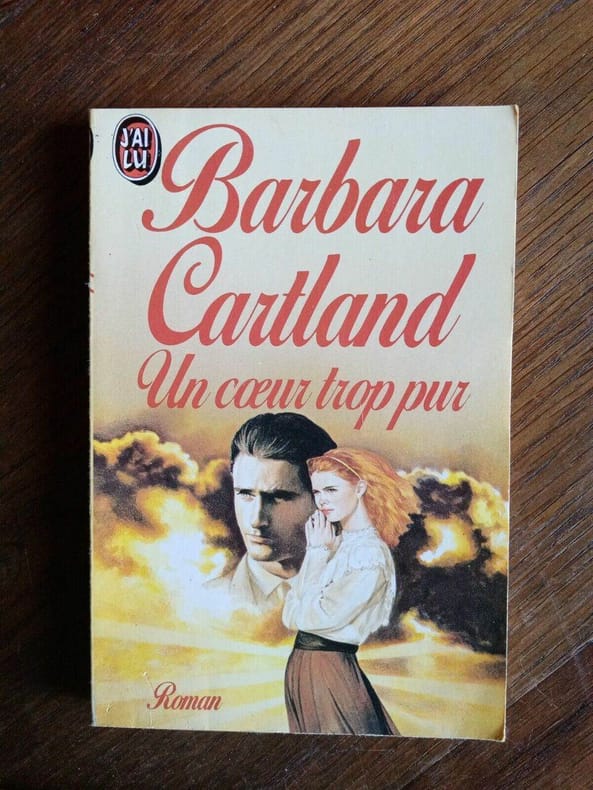 J'AI
LU
Barbara
Cartland
Un cœur trop pur
Roman